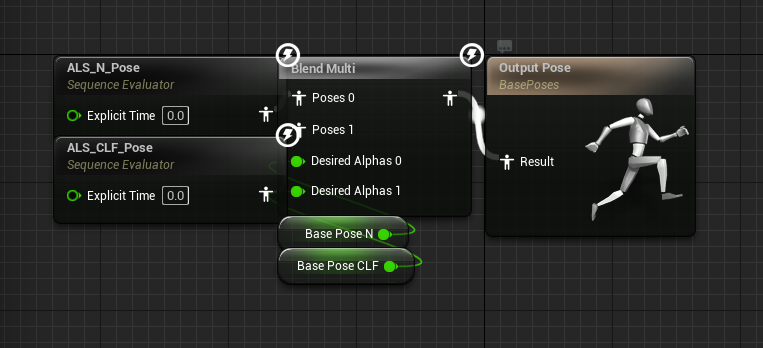 ALS_N_Pose
Sequence Evaluator
Explicit Time 0.0
ALS_CLF_Pose
Sequence Evaluator
Explicit Time 0.0
Blend Multi
Poses 0
Poses 1
Desired Alphas 0
Desired Alphas 1
Base Pose N
Base Pose CLF
Output Pose
BasePoses
Result